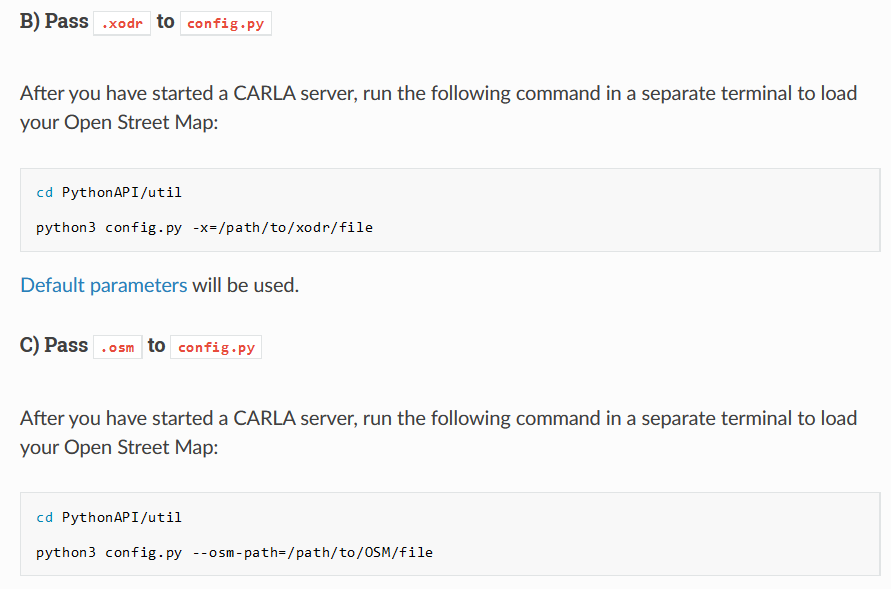 B) Pass .xodr to config.py
After you have started a CARLA server, run the following command in a separate terminal to load
your Open Street Map:
cd PythonAPI/util
python3 config.py -x=/path/to/xodr/file
Default parameters will be used.
C) Pass .osm to config.py
After you have started a CARLA server, run the following command in a separate terminal to load
your Open Street Map:
cd PythonAPI/util
python3 config.py --osm-path=/path/to/OSM/file